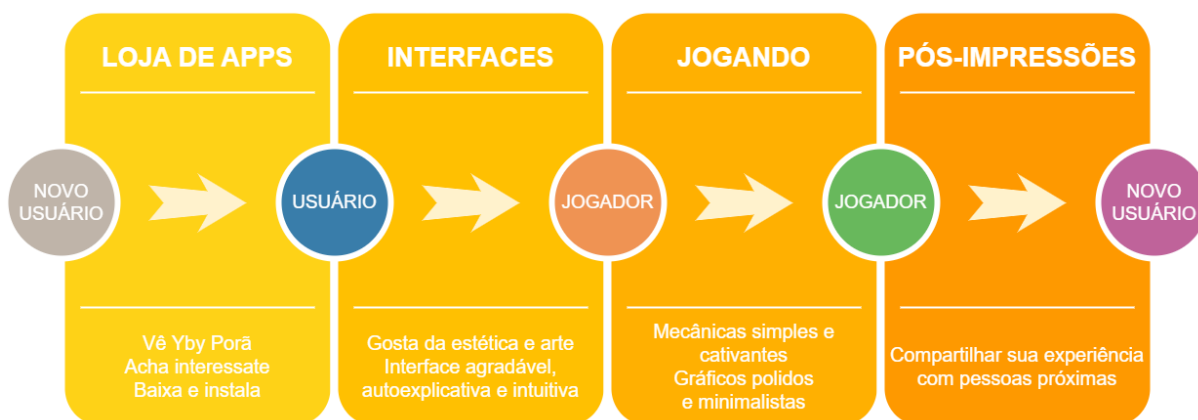 LOJA DE APPS
INTERFACES
JOGANDO
PÓS-IMPRESSÕES
NOVO
USUÁRIO
USUÁRIO
JOGADOR
JOGADOR
NOVO
USUÁRIO
Vê Yby Porã
Acha interessate
Baixa e instala
Gosta da estética e arte
Interface agradável,
autoexplicativa e intuitiva
Mecânicas simples e
cativantes
Gráficos polidos
e minimalistas
Compartilhar sua experiência
com pessoas próximas